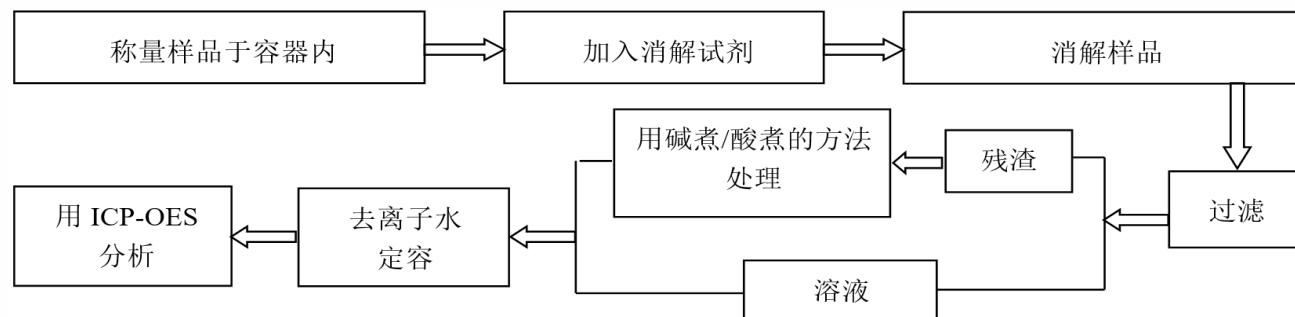 称量样品于容器内
加入消解试剂
消解样品
过滤
残渣
用碱煮/酸煮的方法
处理
溶液
去离子水
定容
用 ICP-OES
分析